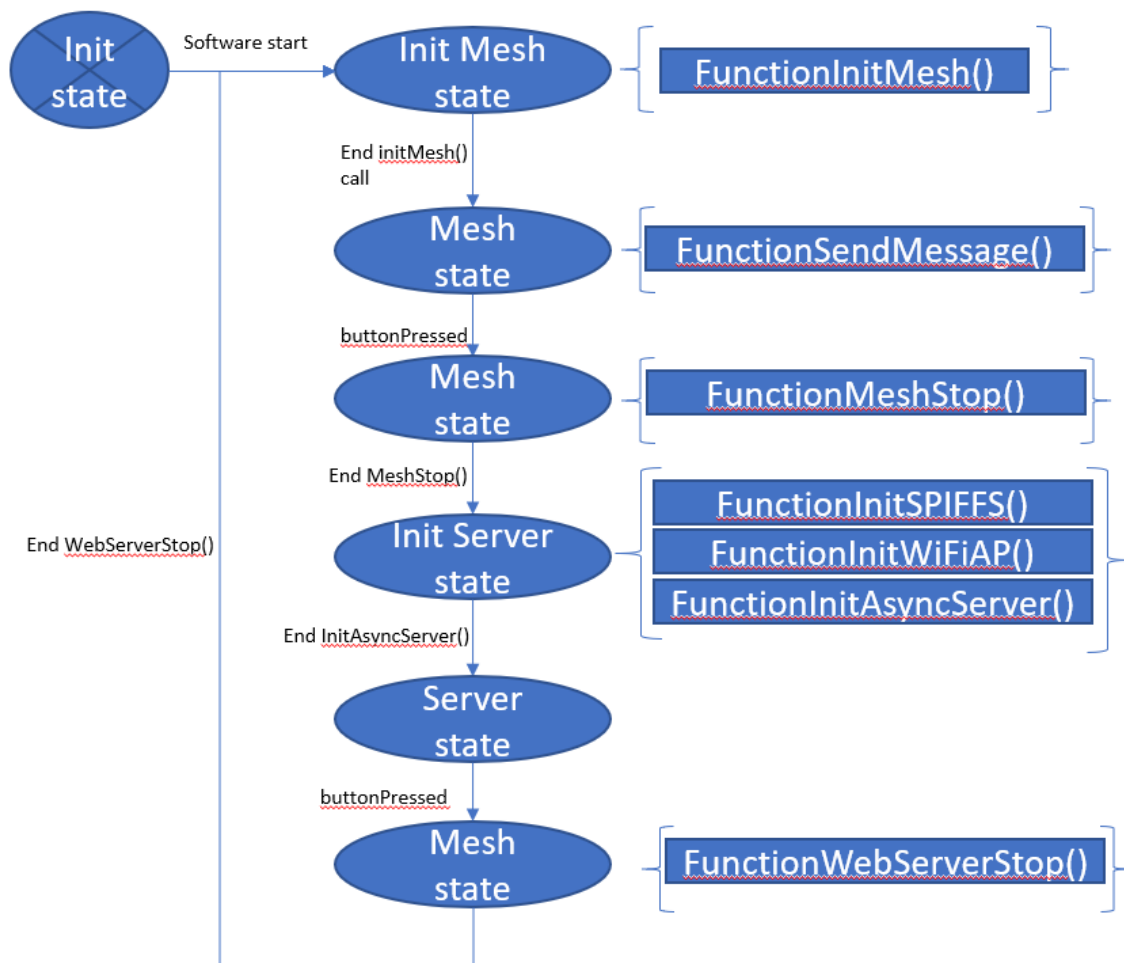 Init
state
Software start
Init Mesh
state
FunctionInitMesh()
End initMesh()
call
Mesh
state
FunctionSendMessage()
buttonPressed
Mesh
state
FunctionMeshStop()
End MeshStop()
Init Server
state
FunctionInitSPIFFS()
FunctionInitWiFiAP()
FunctionInitAsyncServer()
End WebServerStop()
End InitAsyncServer()
Server
state
buttonPressed
Mesh
state
FunctionWebServerStop()